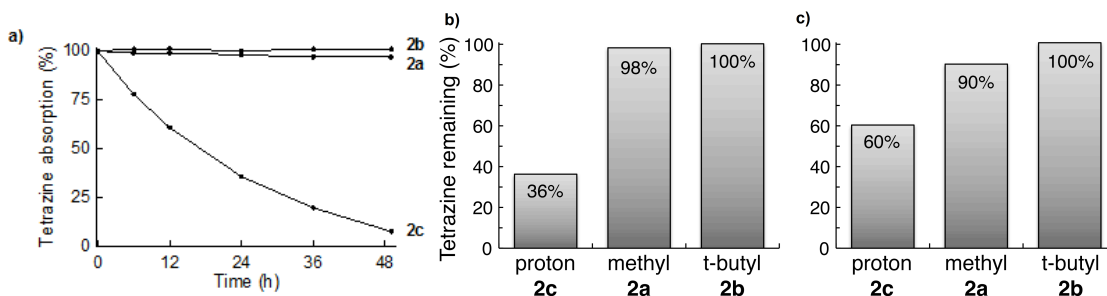 a)
Tetrazine absorption (%)
100
75
50
25
0
0 12 24 36 48
Time (h)
2b
2a
2c
b)
Tetrazine remaining (%)
100
80
60
40
20
0
36%
98%
100%
proton methyl t-butyl
2c 2a 2b
c)
100
80
60
40
20
0
60%
90%
100%
proton methyl t-butyl
2c 2a 2b